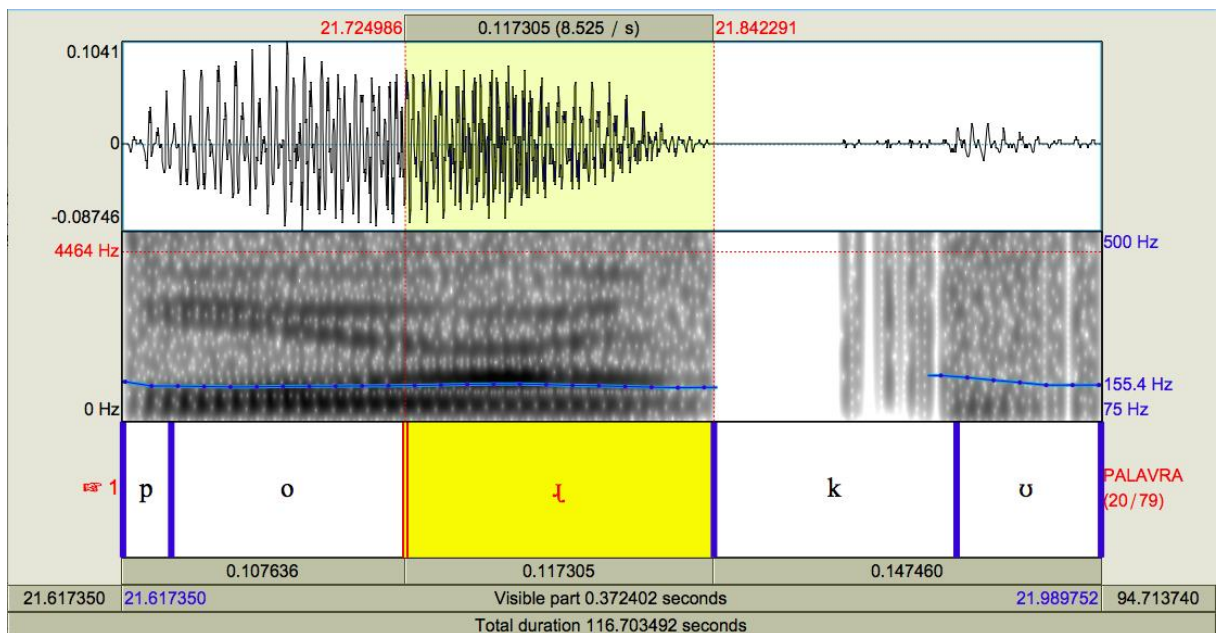 21.724986 0.117305 (8.525 / s) 21.842291
0.1041
0
-0.08746
4464 Hz 500 Hz
155.4 Hz
0 Hz 75 Hz
1 p o ɻ k ʊ PALAVRA
(20/79)
0.107636 0.117305 0.147460
21.617350 21.617350 Visible part 0.372402 seconds 21.989752 94.713740
Total duration 116.703492 seconds